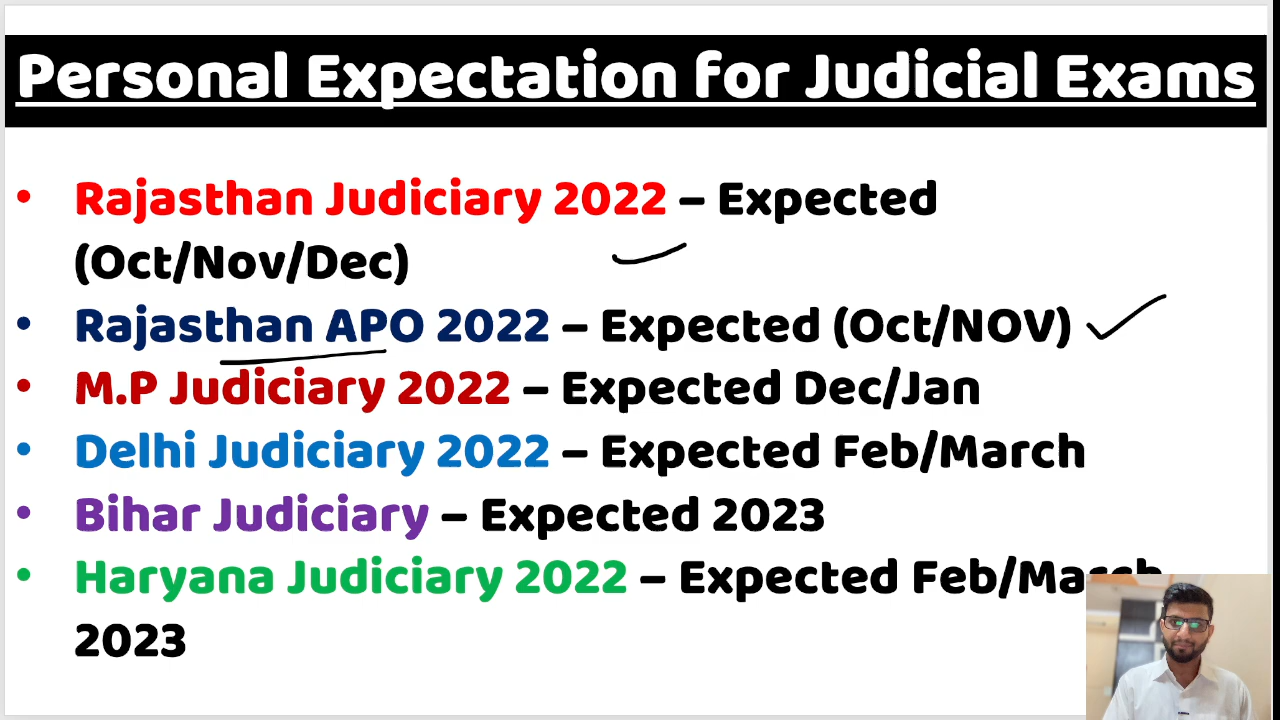 Personal Expectation for Judicial Exams
• Rajasthan Judiciary 2022 – Expected
(Oct/Nov/Dec)
• Rajasthan APO 2022 – Expected (Oct/NOV)
• M.P Judiciary 2022 – Expected Dec/Jan
• Delhi Judiciary 2022 – Expected Feb/March
• Bihar Judiciary – Expected 2023
• Haryana Judiciary 2022 – Expected Feb/March
2023